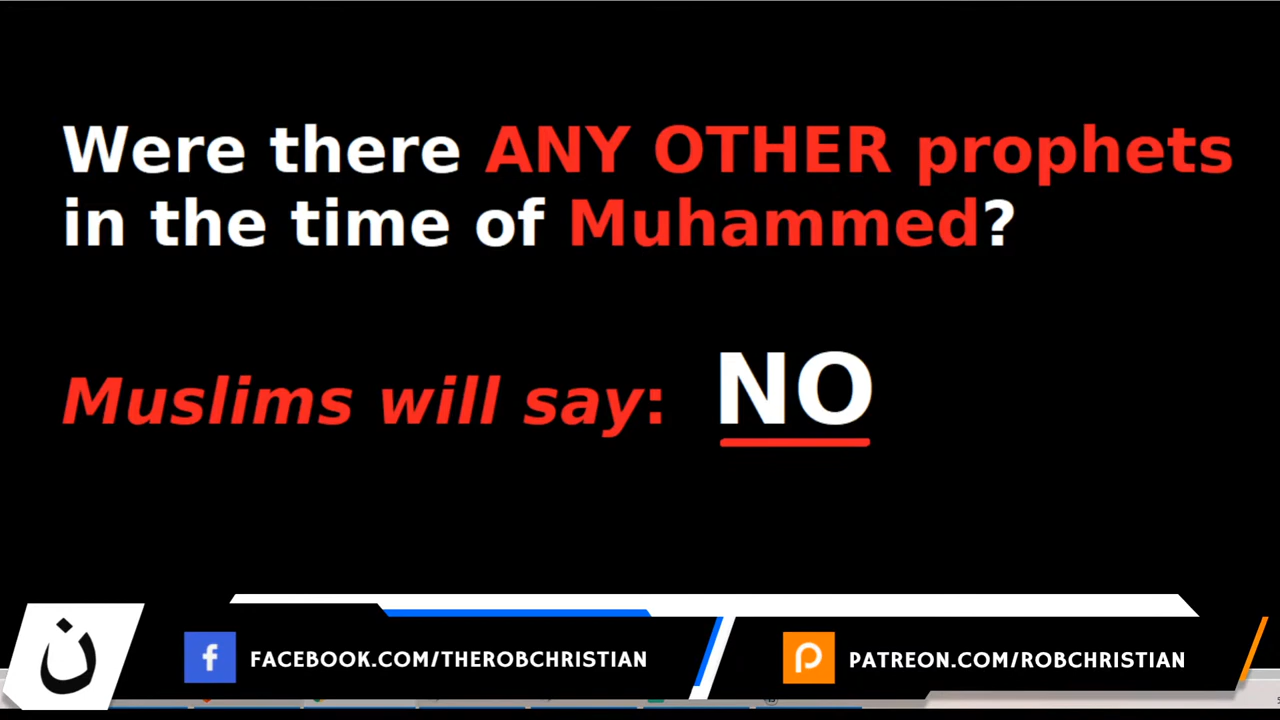 Were there ANY OTHER prophets
in the time of Muhammed?
Muslims will say: NO
ن
FACEBOOK.COM/THEROBCHRISTIAN
PATREON.COM/ROBCHRISTIAN